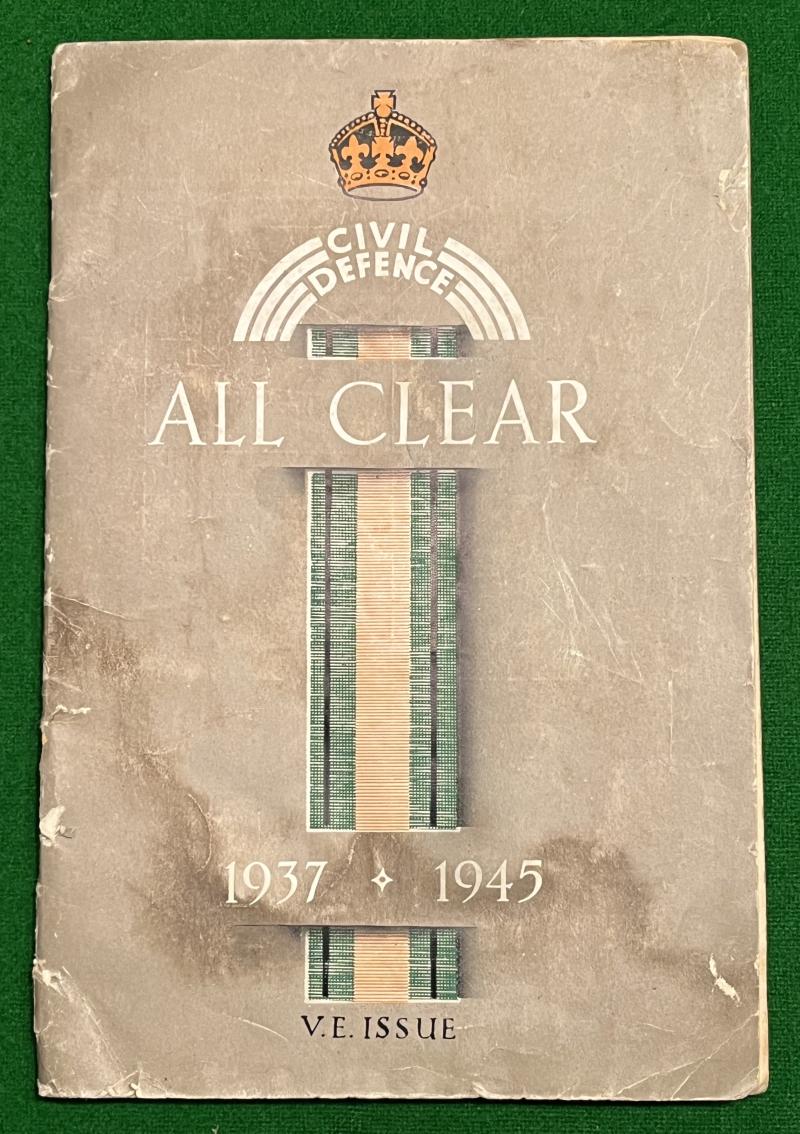 CIVIL
DEFENCE
ALL CLEAR
1937 ✧ 1945
V.E. ISSUE